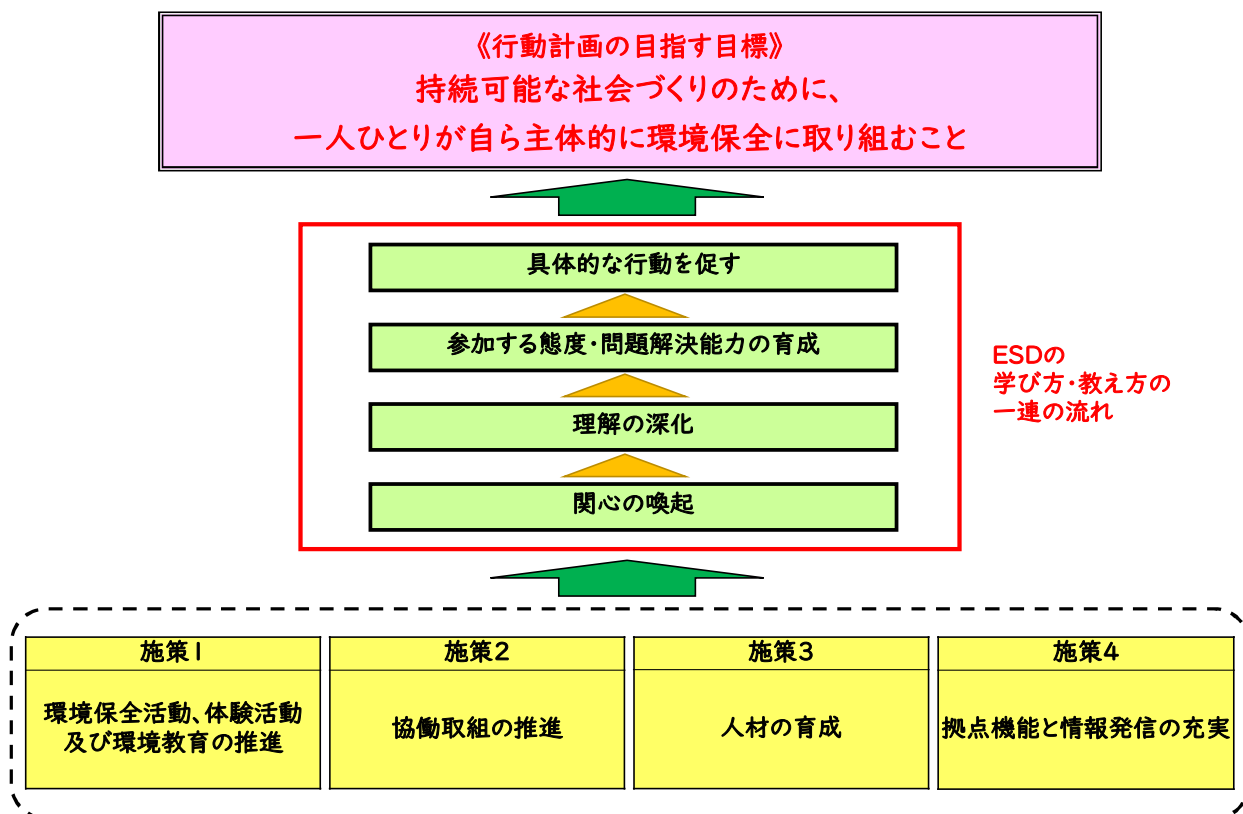 《行動計画の目指す目標》
持続可能な社会づくりのために、
一人ひとりが自ら主体的に環境保全に取り組むこと
具体的な行動を促す
参加する態度・問題解決能力の育成
理解の深化
関心の喚起
ESDの
学び方・教え方の
一連の流れ
施策1
環境保全活動、体験活動
及び環境教育の推進
施策2
協働取組の推進
施策3
人材の育成
施策4
拠点機能と情報発信の充実